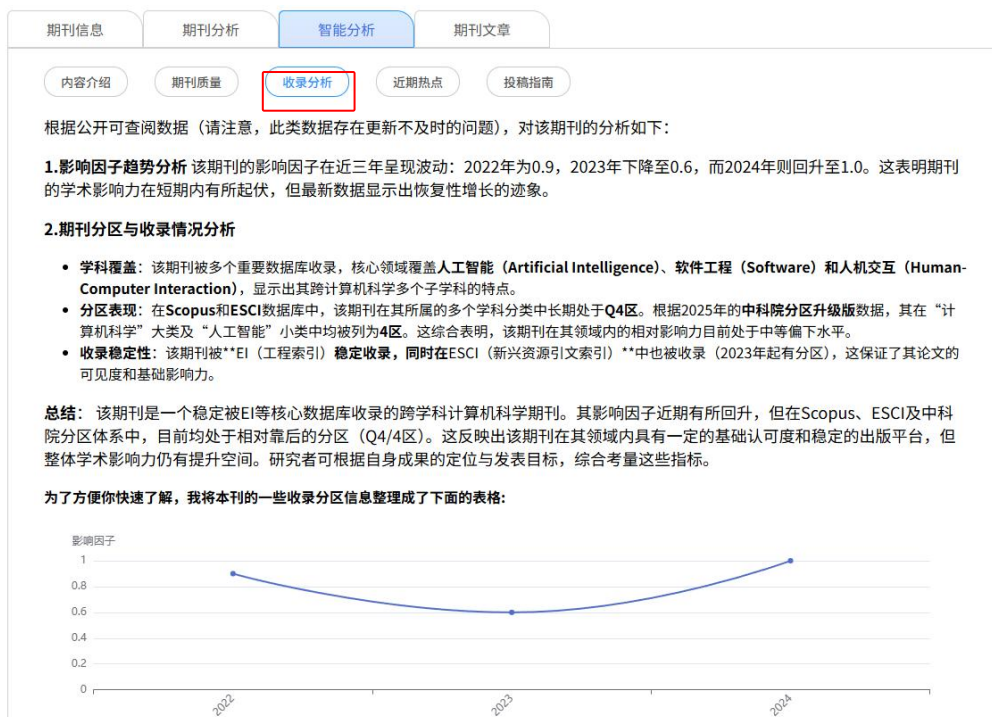 期刊信息 期刊分析 智能分析 期刊文章
内容介绍 期刊质量 收录分析 近期热点 投稿指南
根据公开可查阅数据（请注意，此类数据存在更新不及时的问题），对该期刊的分析如下：
1.影响因子趋势分析 该期刊的影响因子在近三年呈现波动：2022年为0.9，2023年下降至0.6，而2024年则回升至1.0。这表明期刊
的学术影响力在短期内有所起伏，但最新数据显示出恢复性增长的迹象。
2.期刊分区与收录情况分析
• 学科覆盖：该期刊被多个重要数据库收录，核心领域覆盖人工智能（Artificial Intelligence）、软件工程（Software）和人机交互（Human-
Computer Interaction），显示出其跨计算机科学多个子学科的特点。
• 分区表现：在Scopus和ESCI数据库中，该期刊在其所属的多个学科分类中长期处于Q4区。根据2025年的中科院分区升级版数据，其在“计
算机科学”大类及“人工智能”小类中均被列为4区。这综合表明，该期刊在其领域内的相对影响力目前处于中等偏下水平。
• 收录稳定性：该期刊被**EI（工程索引）稳定收录，同时在ESCI（新兴资源引文索引）**中也被收录（2023年起有分区），这保证了其论文的
可见度和基础影响力。
总结： 该期刊是一个稳定被EI等核心数据库收录的跨学科计算机科学期刊。其影响因子近期有所回升，但在Scopus、ESCI及中科
院分区体系中，目前均处于相对靠后的分区（Q4/4区）。这反映出该期刊在其领域内具有一定的基础认可度和稳定的出版平台，但
整体学术影响力仍有提升空间。研究者可根据自身成果的定位与发表目标，综合考量这些指标。
为了方便你快速了解，我将本刊的一些收录分区信息整理成了下面的表格:
影响因子
1
0.8
0.6
0.4
0.2
0
2022 2023 2024